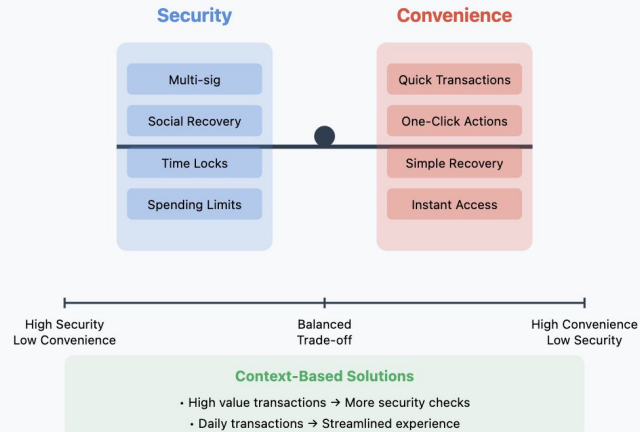 Security
Convenience
Multi-sig
Social Recovery
Time Locks
Spending Limits
Quick Transactions
One-Click Actions
Simple Recovery
Instant Access
High Security
Low Convenience
Balanced
Trade-off
High Convenience
Low Security
Context-Based Solutions
• High value transactions → More security checks
• Daily transactions → Streamlined experience